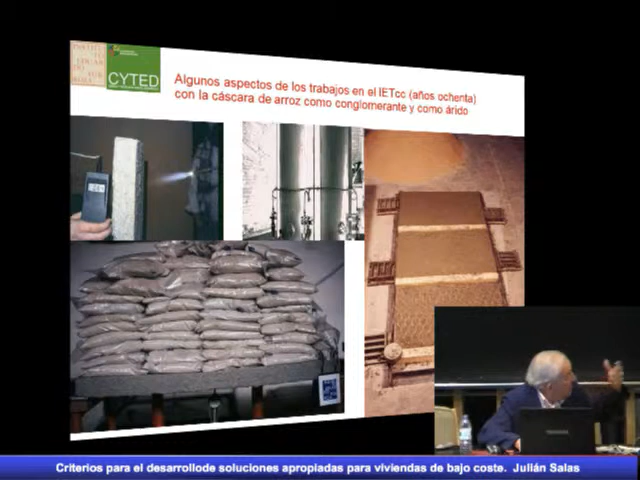 CYTED
Algunos aspectos de los trabajos en el IETcc (años ochenta)
con la cáscara de arroz como conglomerante y como árido
Criterios para el desarrollode soluciones apropiadas para viviendas de bajo coste. Julián Salas